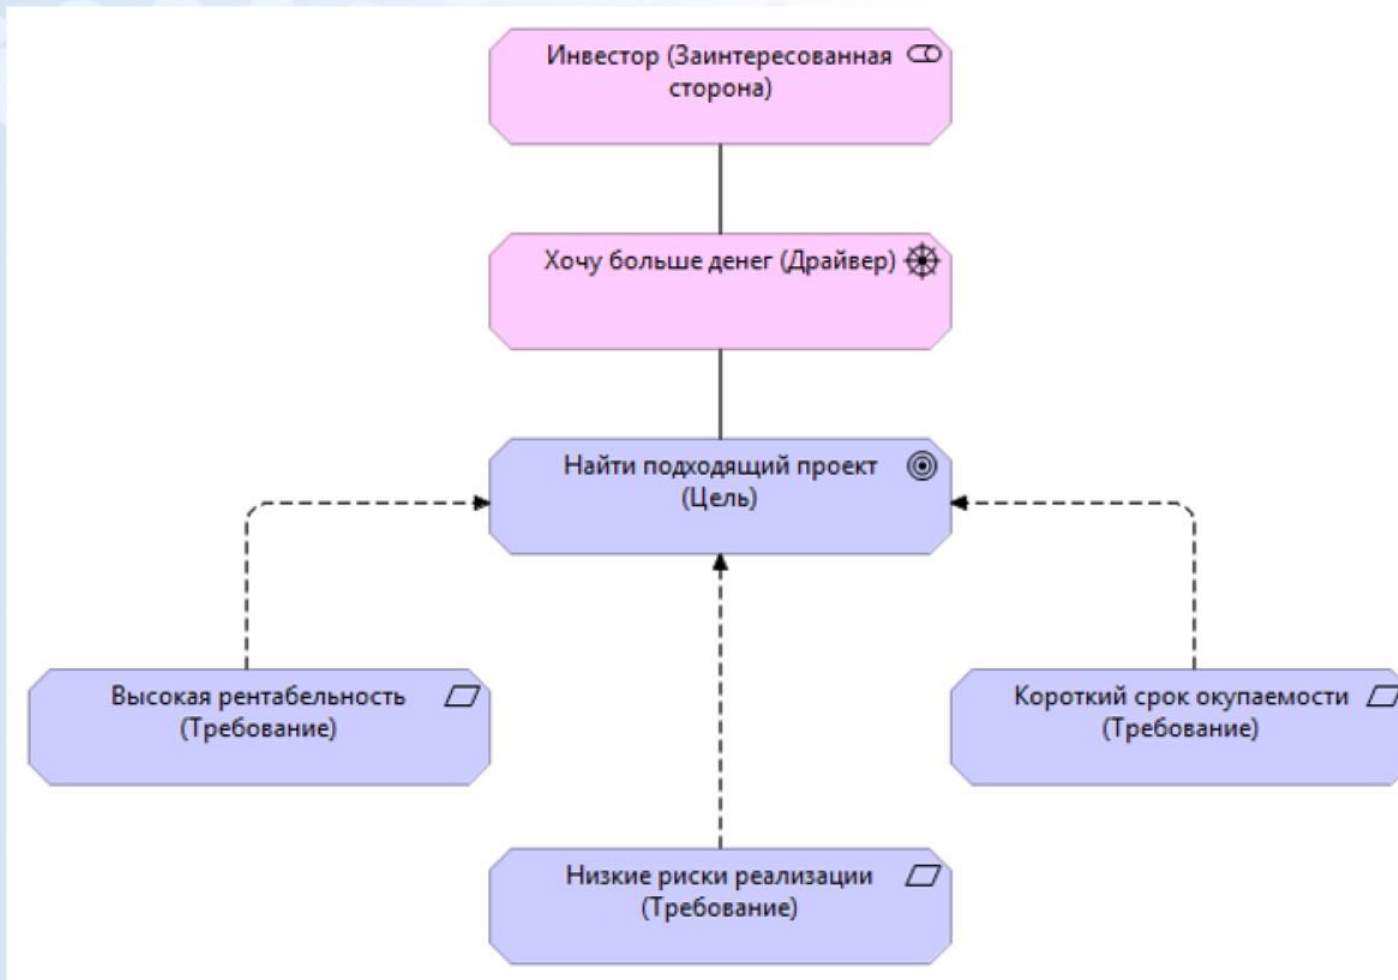 Инвестор (Заинтересованная
сторона)
Хочу больше денег (Драйвер)
Найти подходящий проект
(Цель)
Высокая рентабельность
(Требование)
Короткий срок окупаемости
(Требование)
Низкие риски реализации
(Требование)